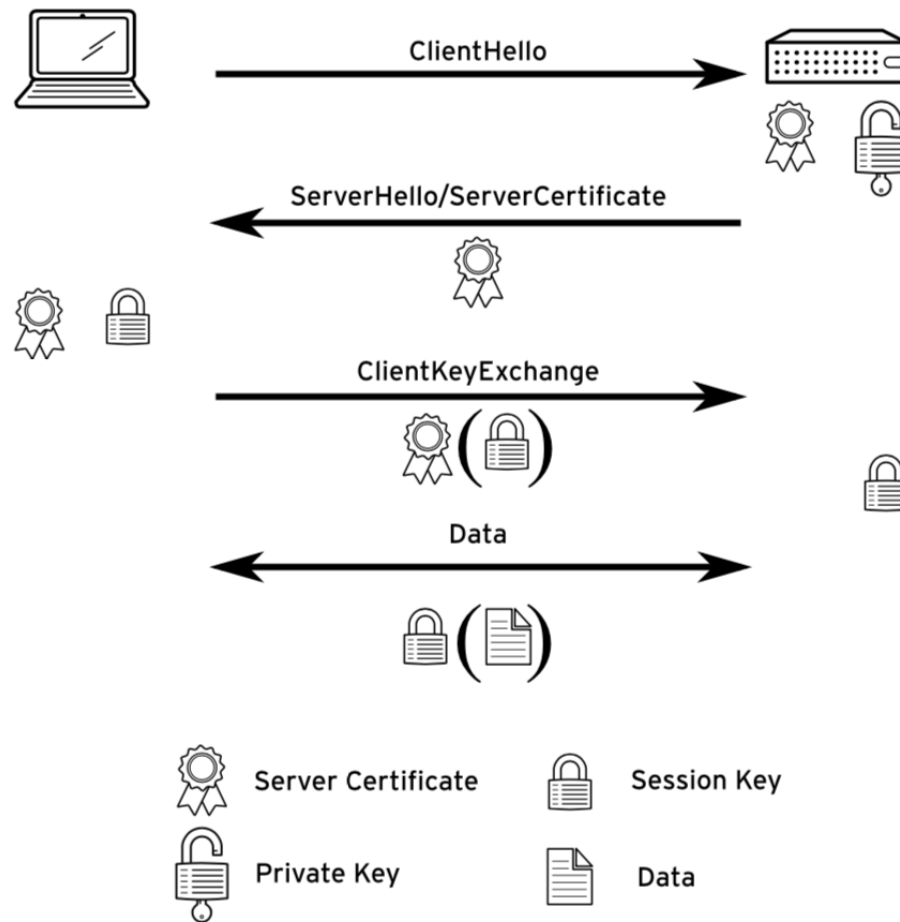 ClientHello
ServerHello/ServerCertificate
ClientKeyExchange
Data
Server Certificate
Session Key
Private Key
Data